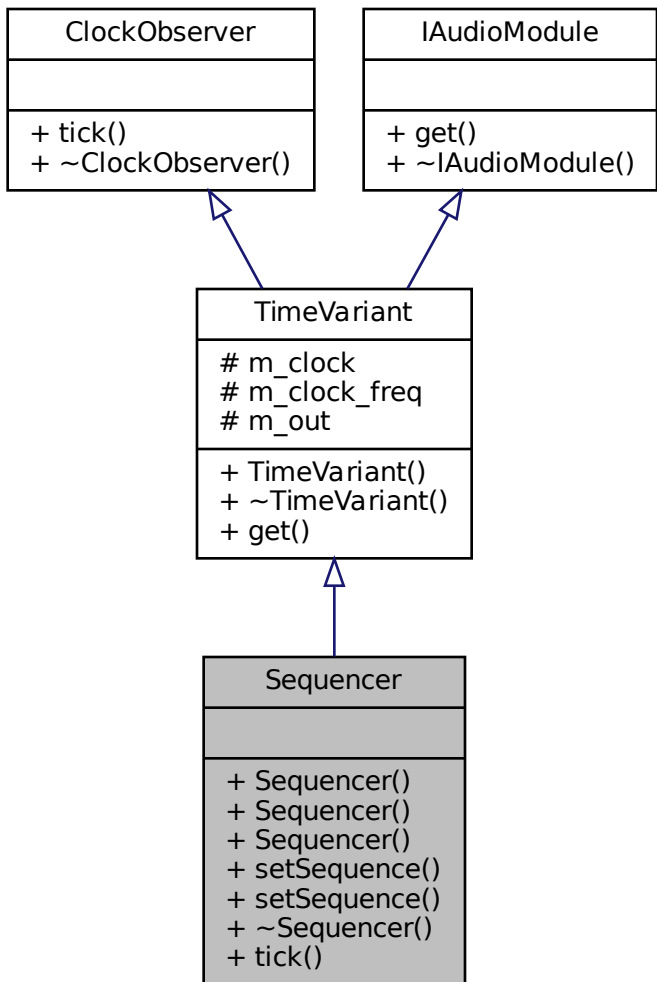 ClockObserver
+ tick()
+ ~ClockObserver()
IAudioModule
+ get()
+ ~IAudioModule()
TimeVariant
# m_clock
# m_clock_freq
# m_out
+ TimeVariant()
+ ~TimeVariant()
+ get()
Sequencer
+ Sequencer()
+ Sequencer()
+ Sequencer()
+ setSequence()
+ setSequence()
+ ~Sequencer()
+ tick()